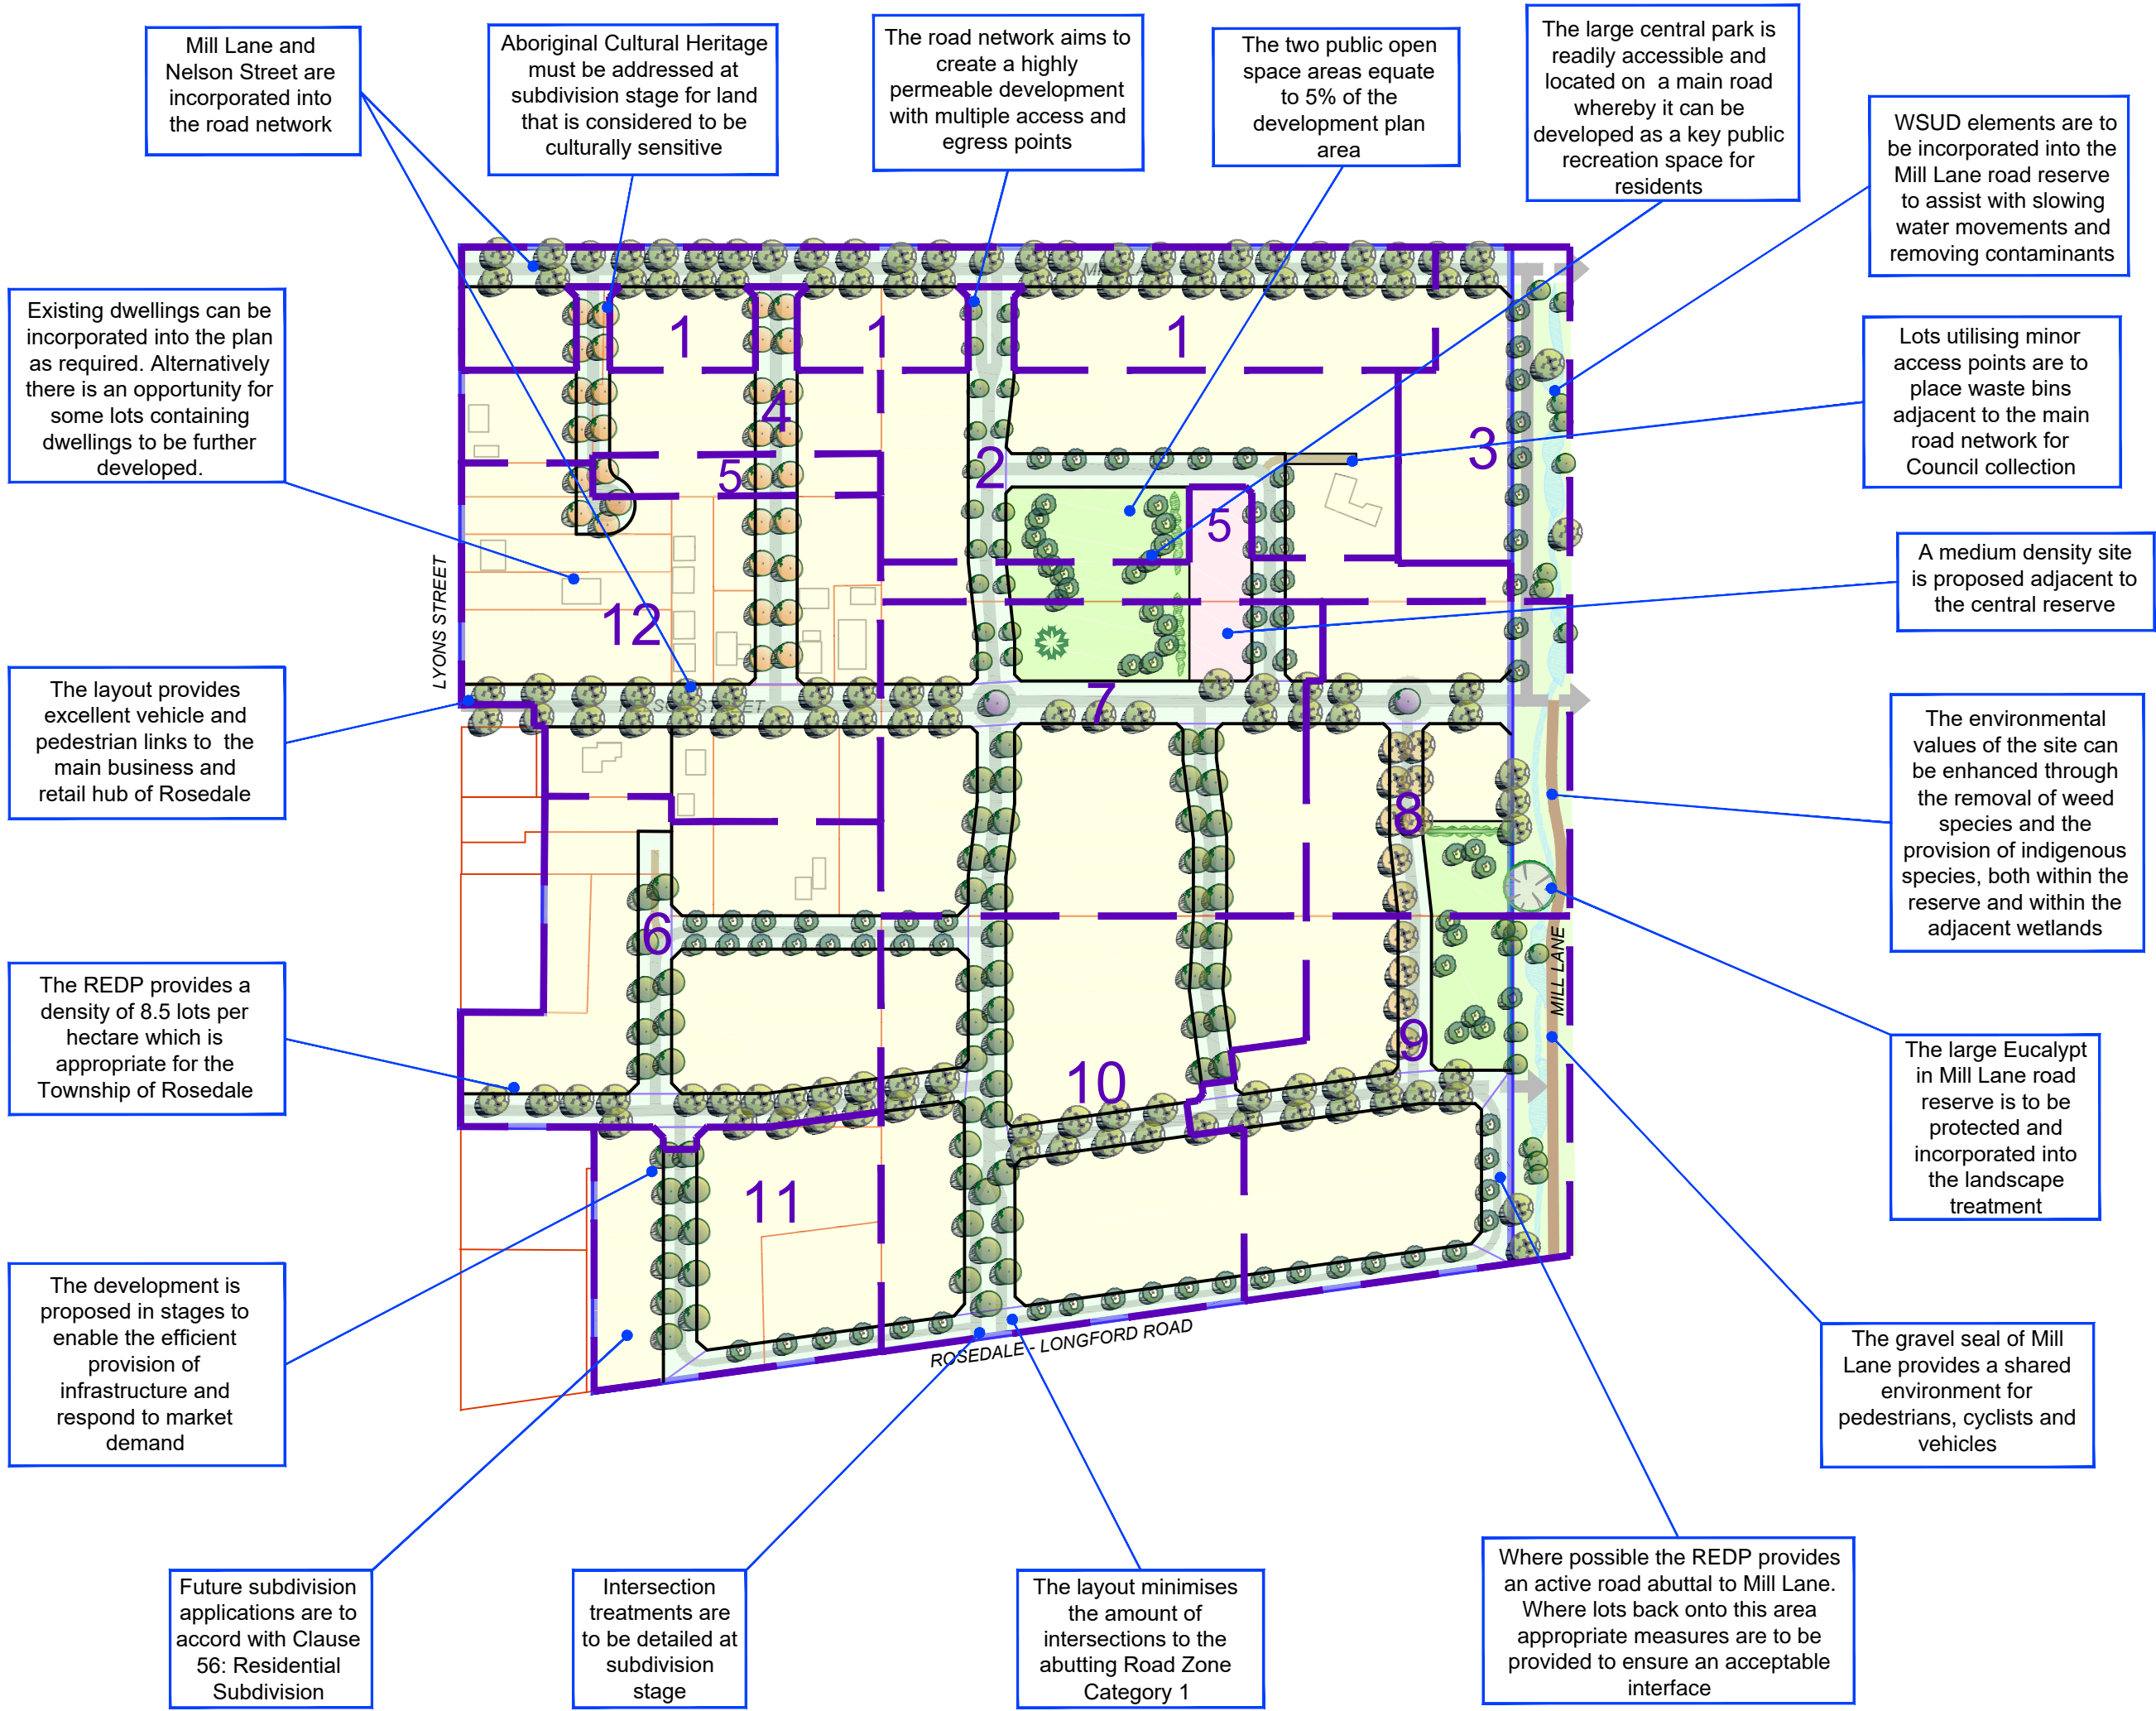 Mill Lane and
Nelson Street are
incorporated into
the road network
Aboriginal Cultural Heritage
must be addressed at
subdivision stage for land
that is considered to be
culturally sensitive
The road network aims to
create a highly
permeable development
with multiple access and
egress points
The two public open
space areas equate
to 5% of the
development plan
area
The large central park is
readily accessible and
located on a main road
whereby it can be
developed as a key public
recreation space for
residents
WSUD elements are to
be incorporated into the
Mill Lane road reserve
to assist with slowing
water movements and
removing contaminants
Existing dwellings can be
incorporated into the plan
as required. Alternatively
there is an opportunity for
some lots containing
dwellings to be further
developed.
Lots utilising minor
access points are to
place waste bins
adjacent to the main
road network for
Council collection
A medium density site
is proposed adjacent to
the central reserve
The layout provides
excellent vehicle and
pedestrian links to the
main business and
retail hub of Rosedale
The environmental
values of the site can
be enhanced through
the removal of weed
species and the
provision of indigenous
species, both within the
reserve and within the
adjacent wetlands
The REDP provides a
density of 8.5 lots per
hectare which is
appropriate for the
Township of Rosedale
The large Eucalypt
in Mill Lane road
reserve is to be
protected and
incorporated into
the landscape
treatment
The development is
proposed in stages to
enable the efficient
provision of
infrastructure and
respond to market
demand
The gravel seal of Mill
Lane provides a shared
environment for
pedestrians, cyclists and
vehicles
Future subdivision
applications are to
accord with Clause
56: Residential
Subdivision
Intersection
treatments are
to be detailed at
subdivision
stage
The layout minimises
the amount of
intersections to the
abutting Road Zone
Category 1
Where possible the REDP provides
an active road abuttal to Mill Lane.
Where lots back onto this area
appropriate measures are to be
provided to ensure an acceptable
interface
1
1
1
4
2
3
5
5
12
7
8
6
9
10
11
LYONS STREET
STREET
MILL LANE
ROSEDALE - LONGFORD ROAD